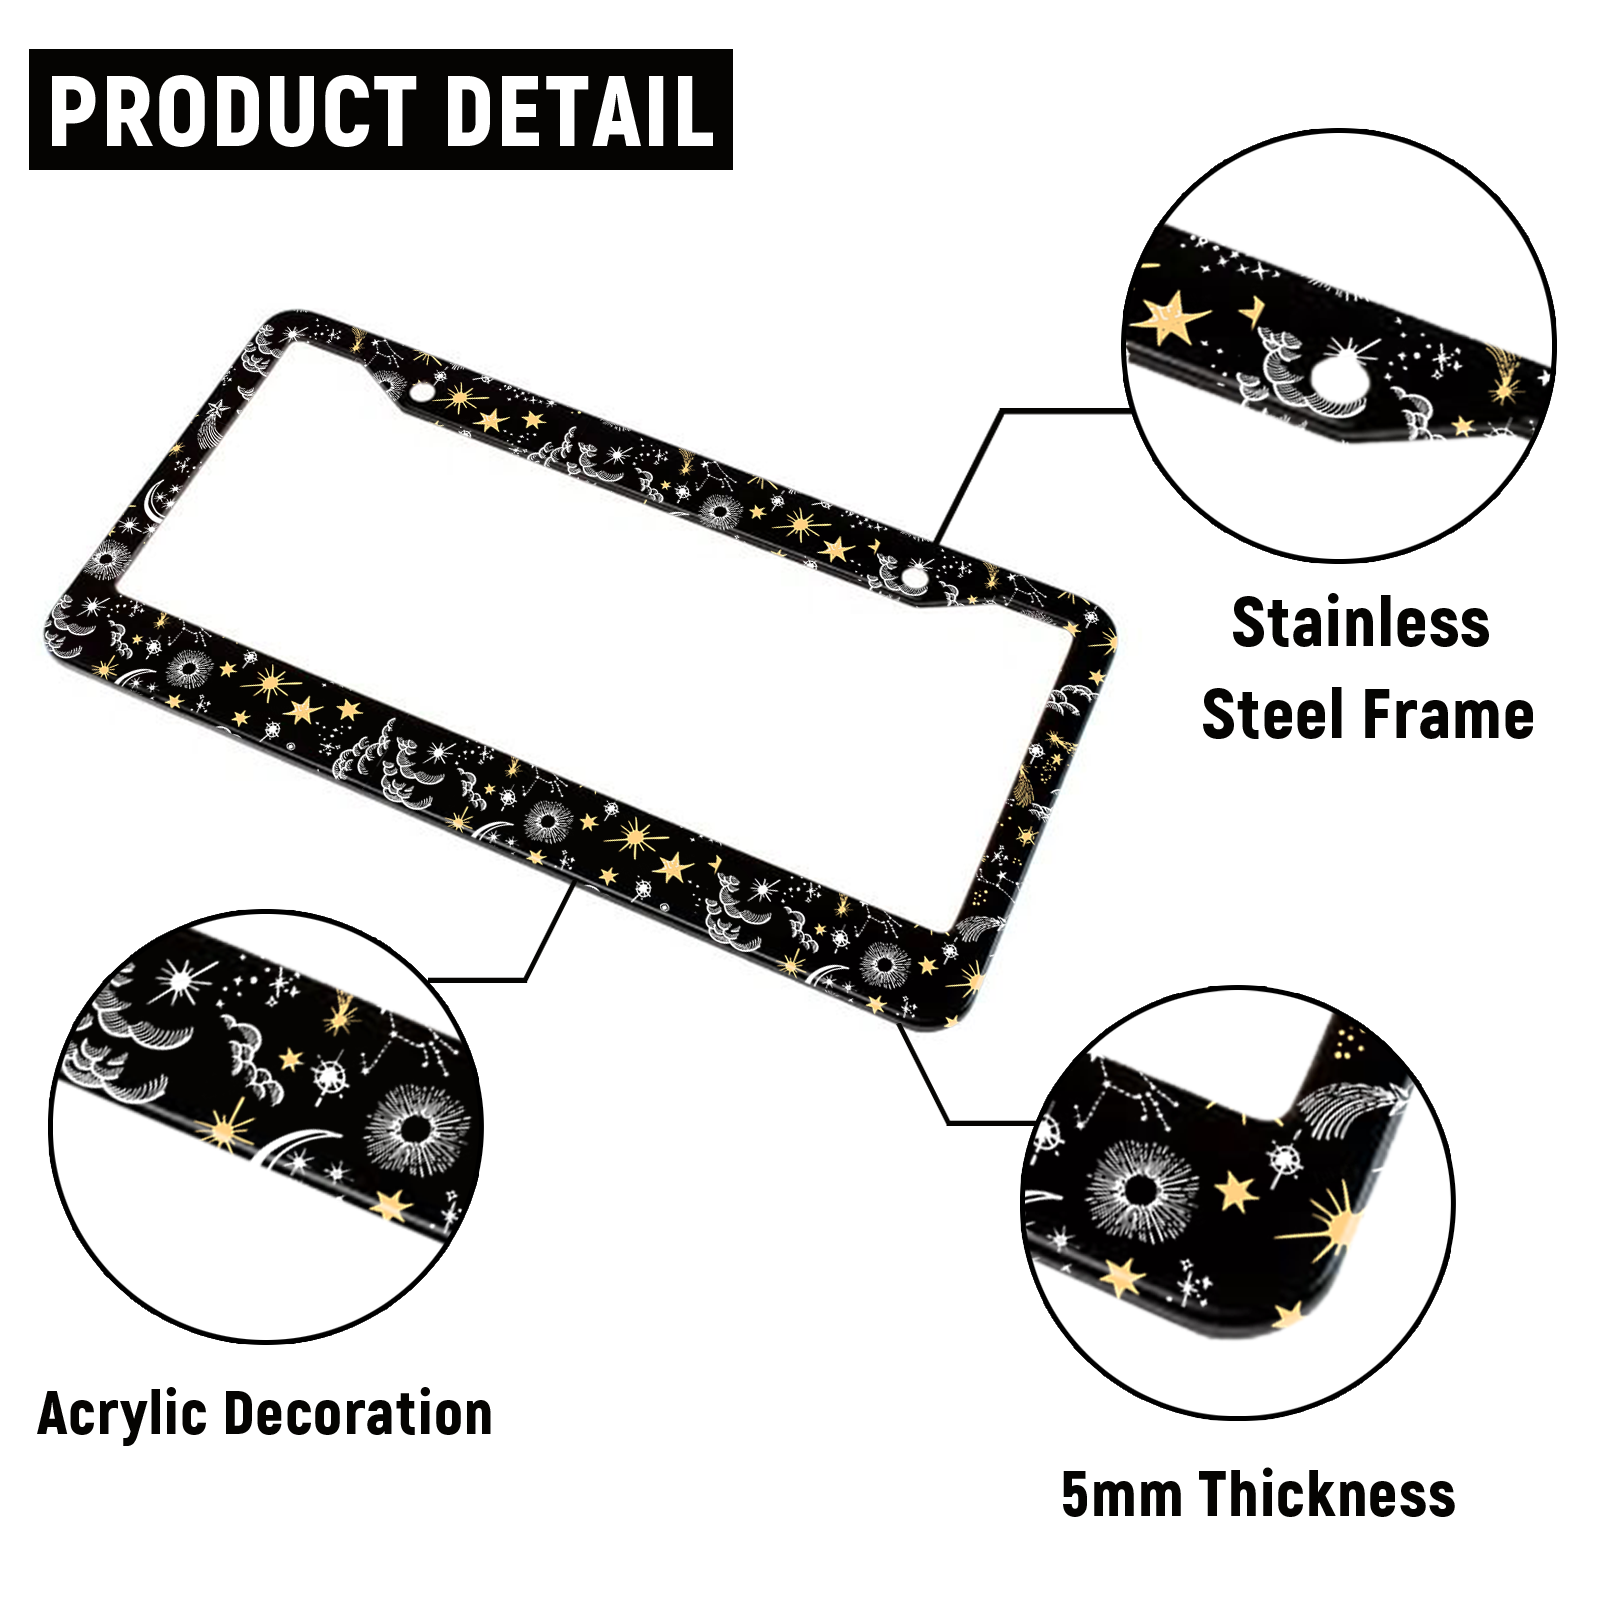 PRODUCT DETAIL
Stainless
Steel Frame
Acrylic Decoration
5mm Thickness